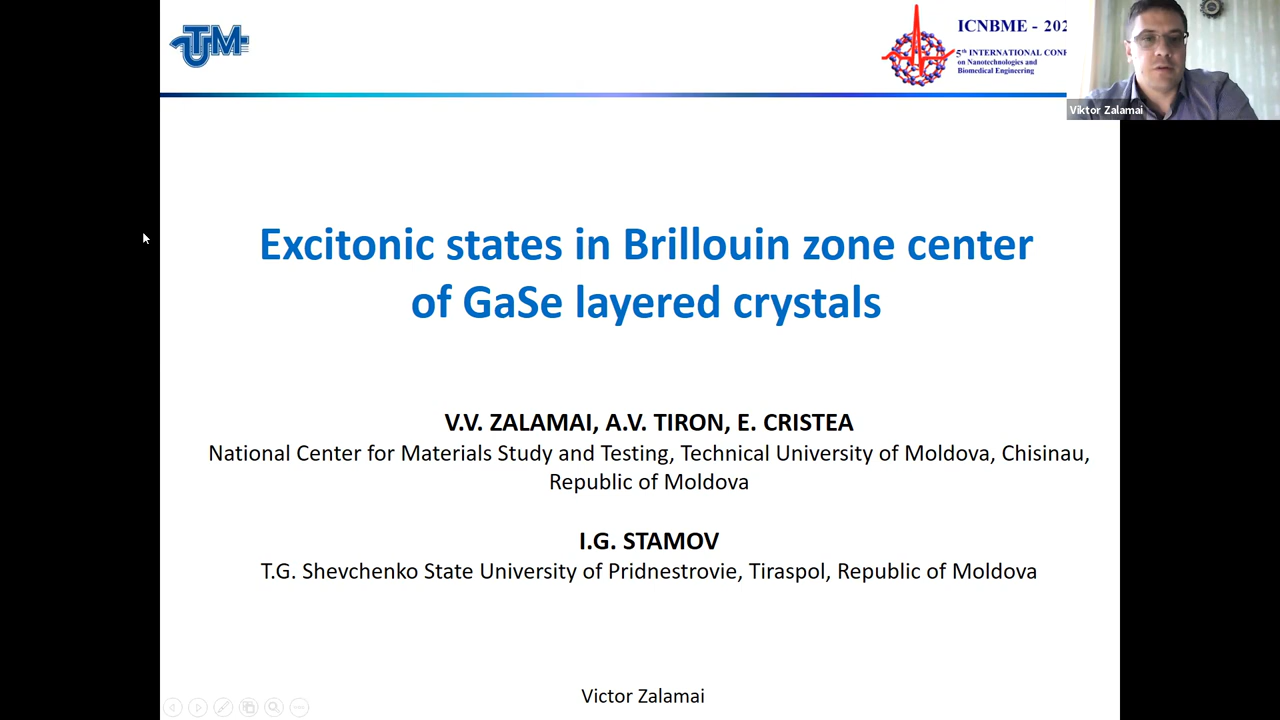 TUM
ICNBME - 202
5th INTERNATIONAL CONF
on Nanotechnologies and
Biomedical Engineering
Viktor Zalamai
Excitonic states in Brillouin zone center
of GaSe layered crystals
V.V. ZALAMAI, A.V. TIRON, E. CRISTEA
National Center for Materials Study and Testing, Technical University of Moldova, Chisinau,
Republic of Moldova
I.G. STAMOV
T.G. Shevchenko State University of Pridnestrovie, Tiraspol, Republic of Moldova
Victor Zalamai